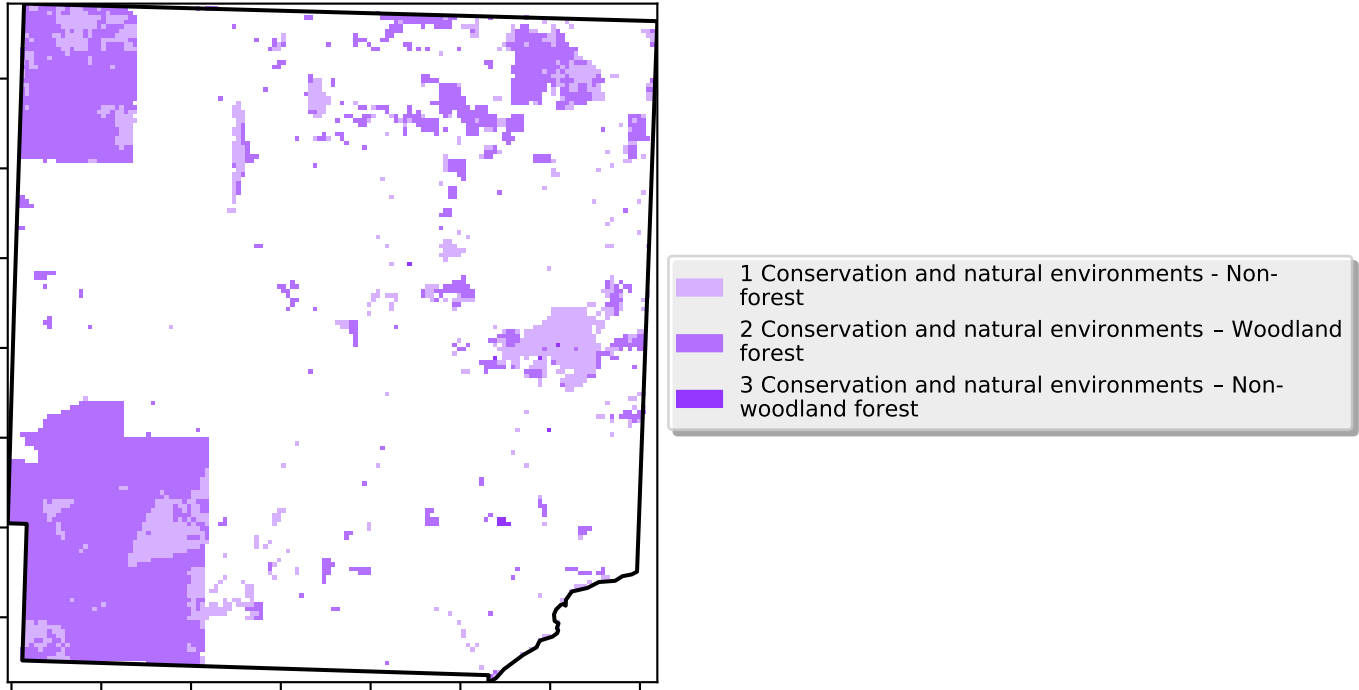 1 Conservation and natural environments - Non-
forest
2 Conservation and natural environments – Woodland
forest
3 Conservation and natural environments – Non-
woodland forest